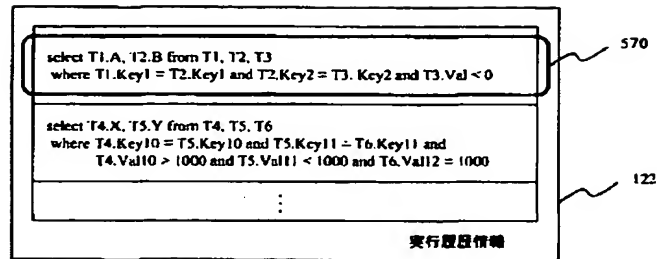 select T1.A, T2.B from T1, T2, T3
where T1.Key1 = T2.Key1 and T2.Key2 = T3. Key2 and T3.Val < 0
570
select T4.X, T5.Y from T4, T5, T6
where T4.Key10 = T5.Key10 and T5.Key11 = T6.Key11 and
T4.Val10 > 1000 and T5.Val11 < 1000 and T6.Val12 = 1000
⋮
122
実行履歴情報